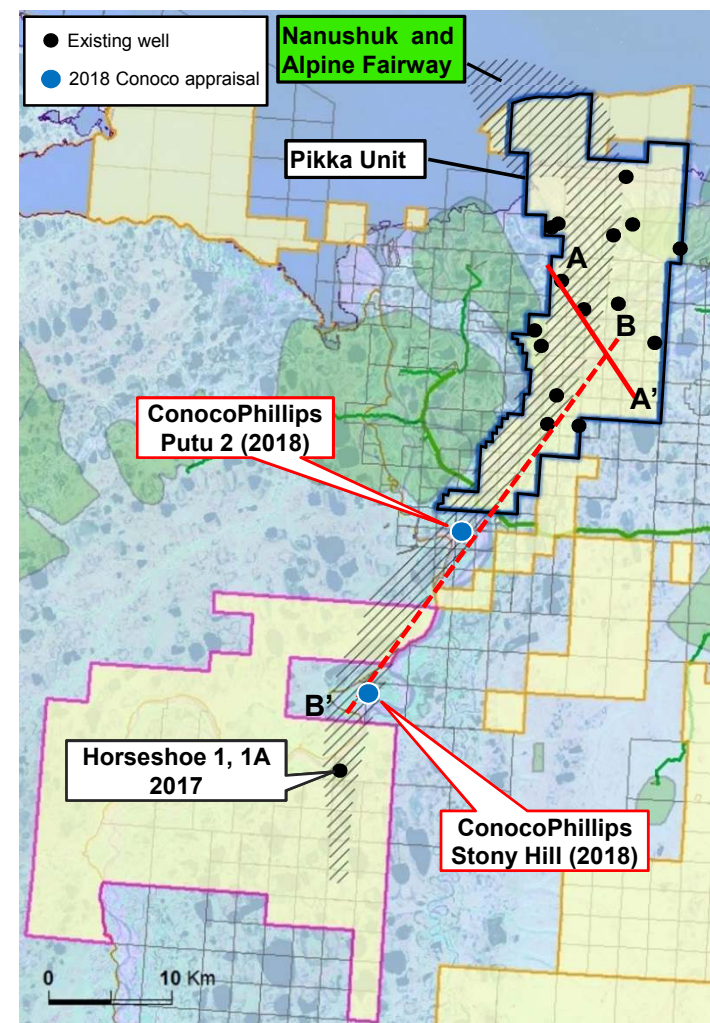 Existing well
2018 Conoco appraisal
Nanushuk and
Alpine Fairway
Pikka Unit
A
B
A'
ConocoPhillips
Putu 2 (2018)
B'
Horseshoe 1, 1A
2017
ConocoPhillips
Stony Hill (2018)
0 10 Km